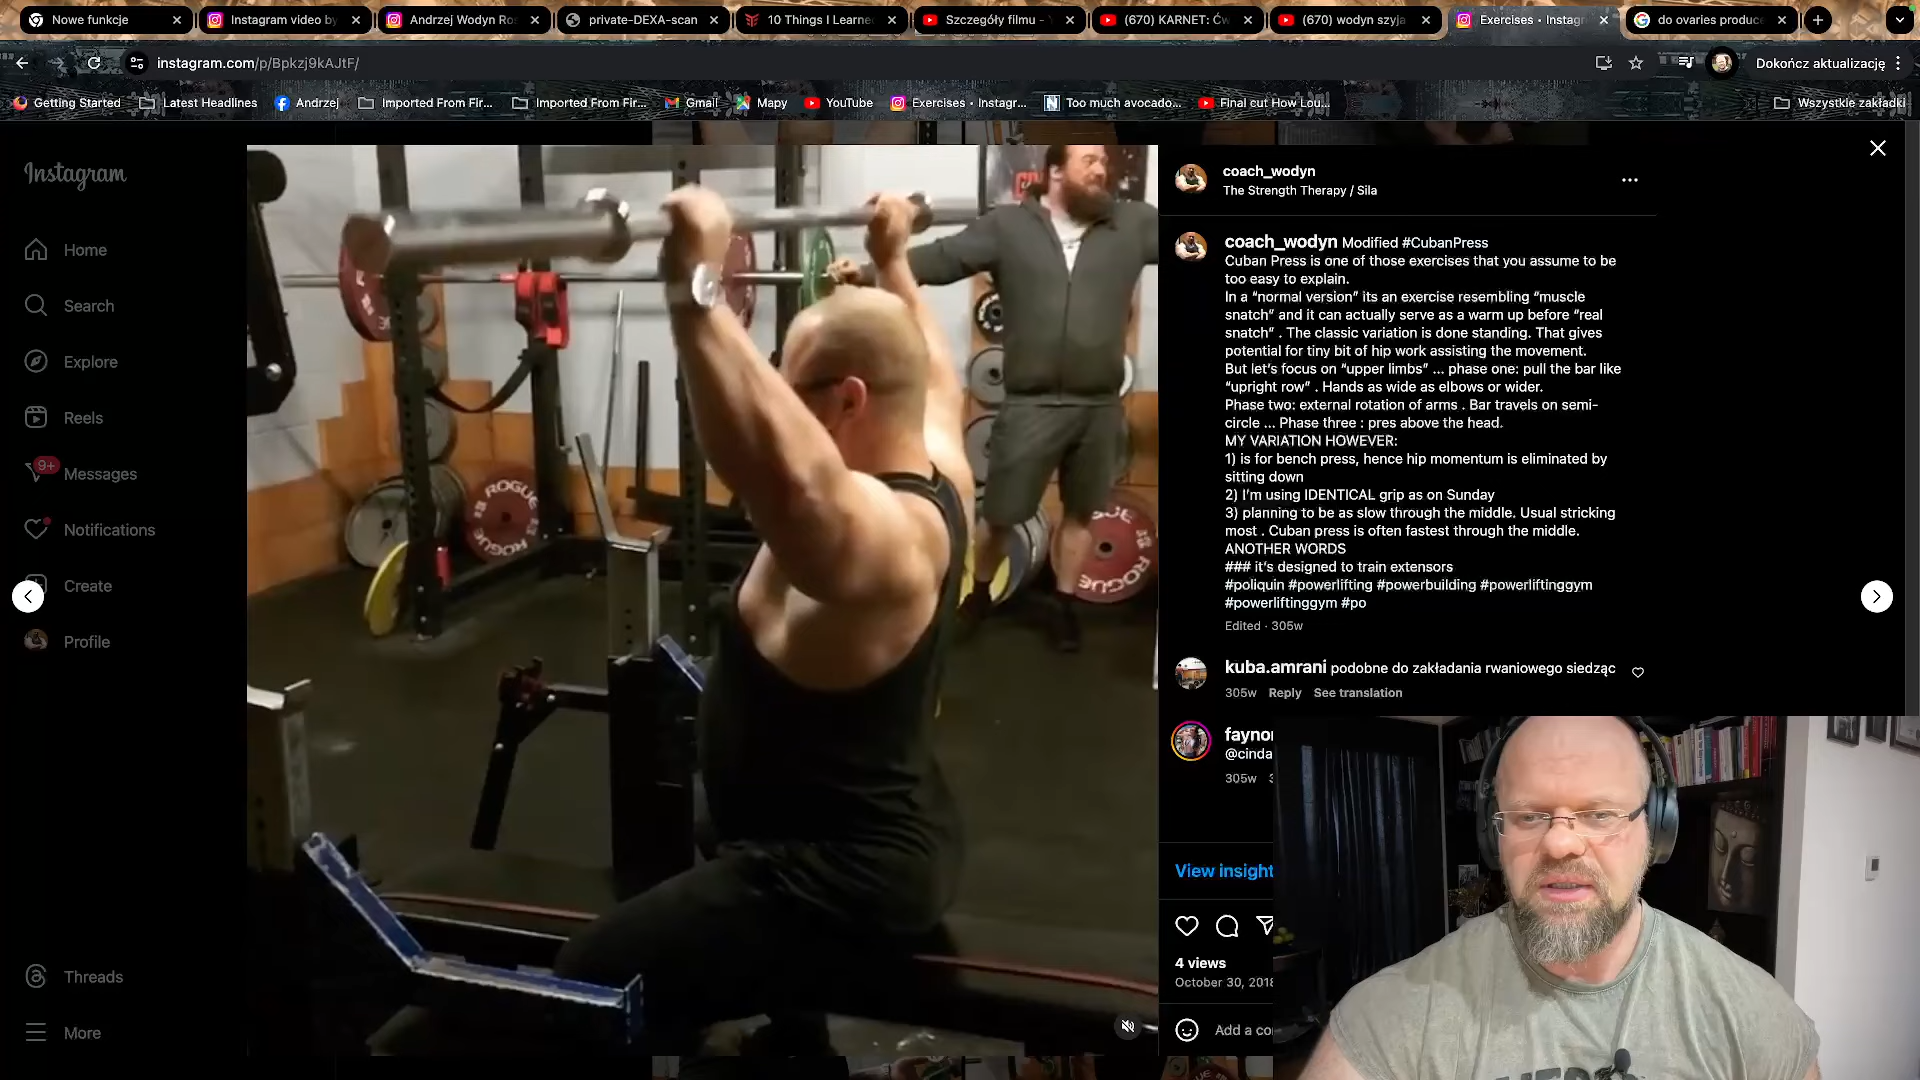 Nowe funkcje
Instagram video by
Andrzej Wodyn Ros
private-DEXA-scan
10 Things I Learned
Szczegóły filmu -
(670) KARNET: Ćw
(670) wodyn szyja
Exercises • Instagr
do ovaries produce
instagram.com/p/Bpkzj9kAJtF/
Dokończ aktualizację
Getting Started
Latest Headlines
Andrzej
Imported From Fir...
Imported From Fir...
Gmail
Mapy
YouTube
Exercises • Instagr...
Too much avocado...
Final cut How Lou...
Wszystkie zakładki
Instagram
Home
Search
Explore
Reels
9+
Messages
Notifications
Create
Profile
Threads
More
ROGUE
ROGUE
coach_wodyn
The Strength Therapy / Sila
coach_wodyn Modified #CubanPress
Cuban Press is one of those exercises that you assume to be
too easy to explain.
In a “normal version” its an exercise resembling “muscle
snatch” and it can actually serve as a warm up before “real
snatch” . The classic variation is done standing. That gives
potential for tiny bit of hip work assisting the movement.
But let’s focus on “upper limbs” ... phase one: pull the bar like
“upright row” . Hands as wide as elbows or wider.
Phase two: external rotation of arms . Bar travels on semi-
circle ... Phase three : pres above the head.
MY VARIATION HOWEVER:
1) is for bench press, hence hip momentum is eliminated by
sitting down
2) I’m using IDENTICAL grip as on Sunday
3) planning to be as slow through the middle. Usual stricking
most . Cuban press is often fastest through the middle.
ANOTHER WORDS
### it’s designed to train extensors
#poliquin #powerlifting #powerbuilding #powerliftinggym
#powerliftinggym #po
Edited · 305w
kuba.amrani podobne do zakładania rwaniowego siedząc
305w Reply See translation
faynor
@cinda
305w
View insight
4 views
October 30, 2018
Add a co